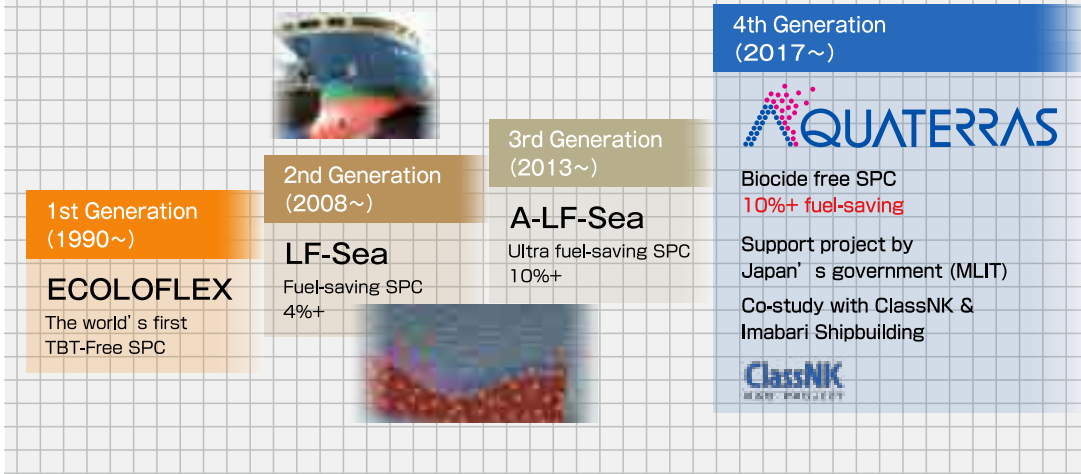 1st Generation
(1990～)
ECOLOFLEX
The world's first
TBT-Free SPC
2nd Generation
(2008～)
LF-Sea
Fuel-saving SPC
4%+
3rd Generation
(2013～)
A-LF-Sea
Ultra fuel-saving SPC
10%+
4th Generation
(2017～)
AQUATERRAS
Biocide free SPC
10%+ fuel-saving
Support project by
Japan's government (MLIT)
Co-study with ClassNK &
Imabari Shipbuilding
ClassNK
R&D PROJECT